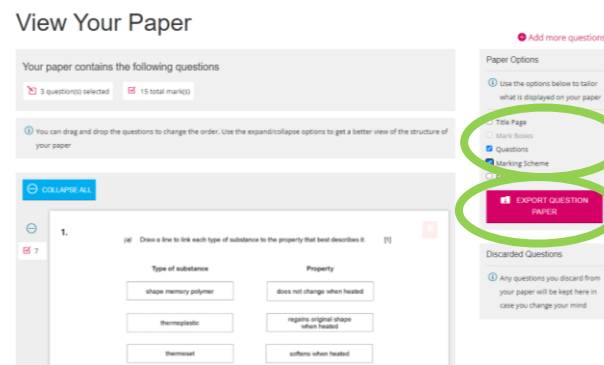 View Your Paper
Add more questions
Your paper contains the following questions
3 question(s) selected
15 total mark(s)
You can drag and drop the questions to change the order. Use the expand/collapse options to get a better view of the structure of
your paper
COLLAPSE ALL
7
1.
(a) Draw a line to link each type of substance to the property that best describes it. [1]
Type of substance
Property
shape memory polymer
does not change when heated
thermoplastic
regains original shape
when heated
thermoset
softens when heated
Paper Options
Use the options below to tailor
what is displayed on your paper
Title Page
Mark Boxes
Questions
Marking Scheme
EXPORT QUESTION
PAPER
Discarded Questions
Any questions you discard from
your paper will be kept here in
case you change your mind